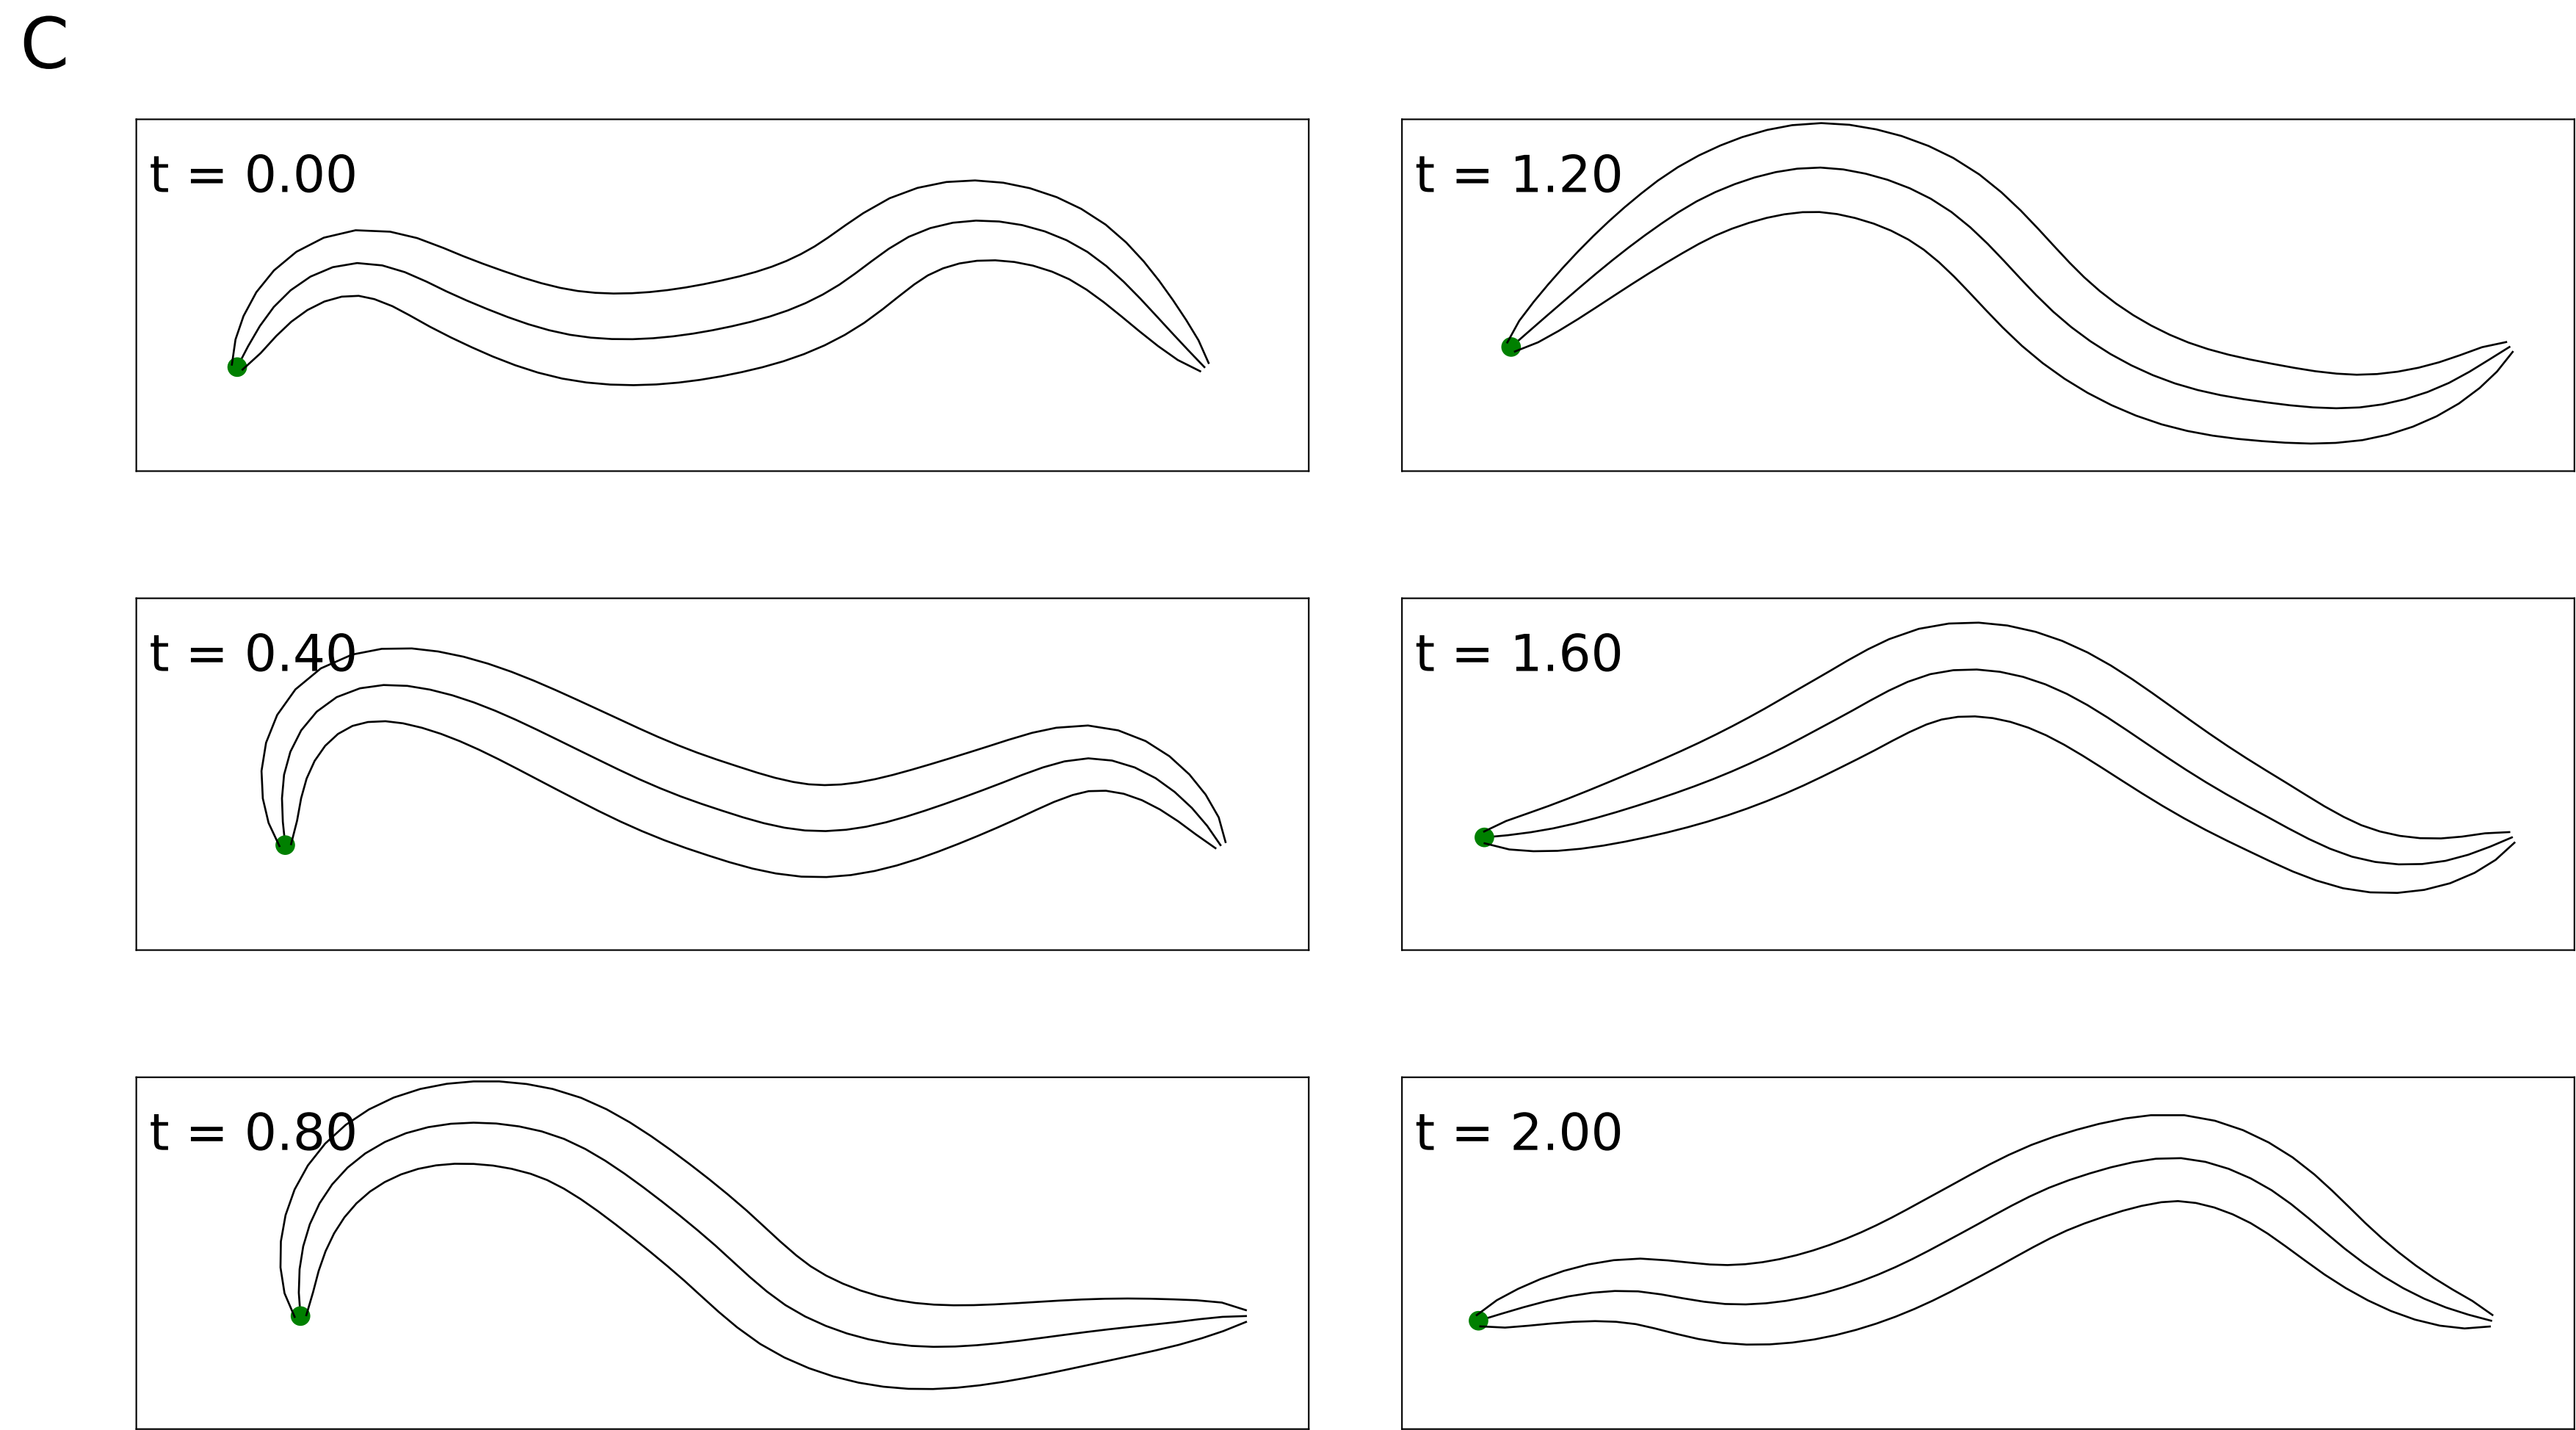 C
t = 0.00
t = 1.20
t = 0.40
t = 1.60
t = 0.80
t = 2.00